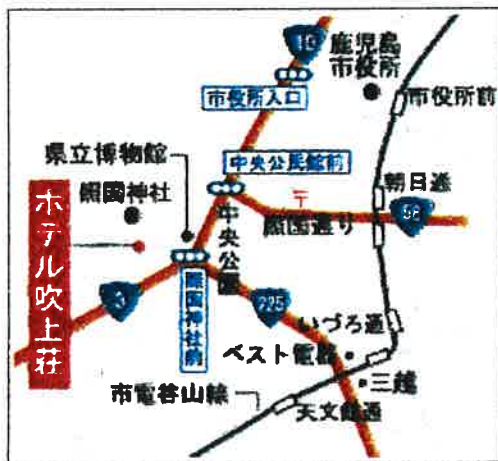 10
鹿児島
市役所
市役所入口
市役所前
県立博物館
中央公民館前
照国神社
朝日通
〒
58
照国通り
中央公園
ホテル吹上荘
3
照国神社前
225
いづろ通
ベスト電器
三越
市電谷山線
天文館通